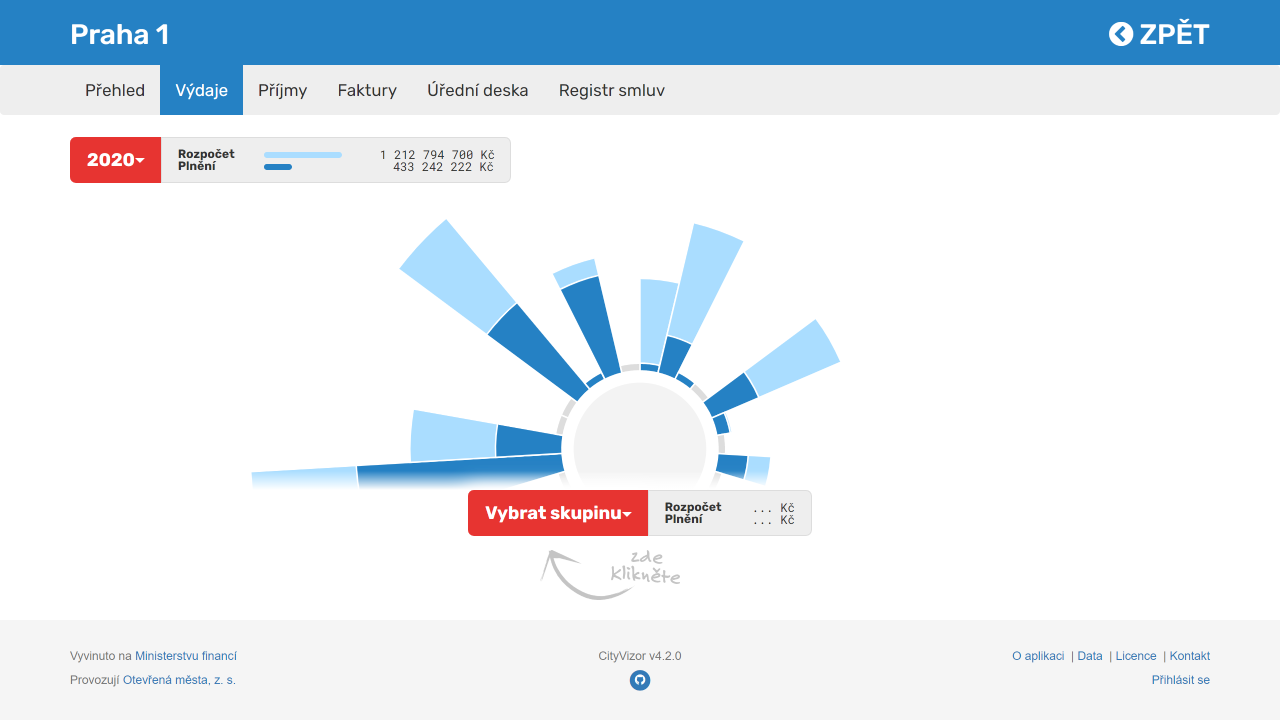 Praha 1
ZPĚT
Přehled Výdaje Příjmy Faktury Úřední deska Registr smluv
2020
Rozpočet 1 212 794 700 Kč
Plnění 433 242 222 Kč
Vybrat skupinu
Rozpočet ... Kč
Plnění ... Kč
zde
klikněte
Vyvinuto na Ministerstvu financí
CityVizor v4.2.0
O aplikaci | Data | Licence | Kontakt
Provozují Otevřená města, z. s.
Přihlásit se